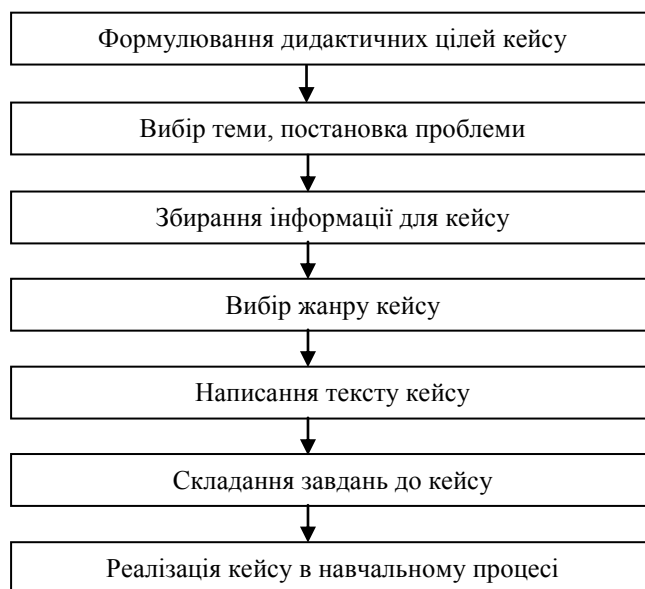 Формулювання дидактичних цілей кейсу
Вибір теми, постановка проблеми
Збирання інформації для кейсу
Вибір жанру кейсу
Написання тексту кейсу
Складання завдань до кейсу
Реалізація кейсу в навчальному процесі